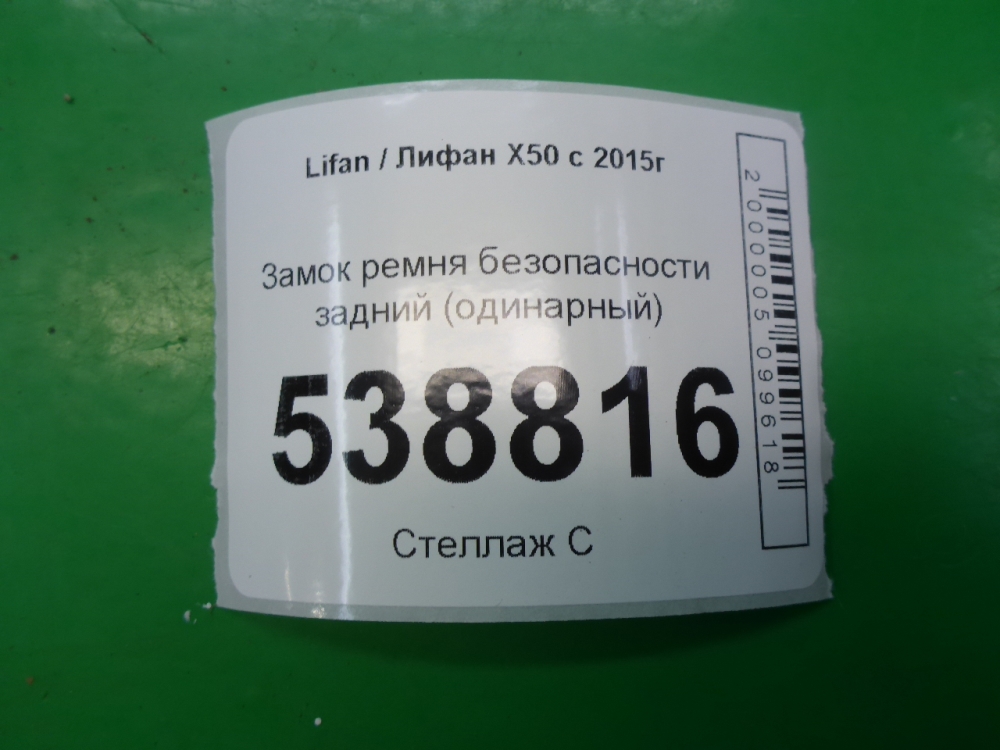 Lifan / Лифан X50 с 2015г
Замок ремня безопасности
задний (одинарный)
538816
Стеллаж С
2000005099618